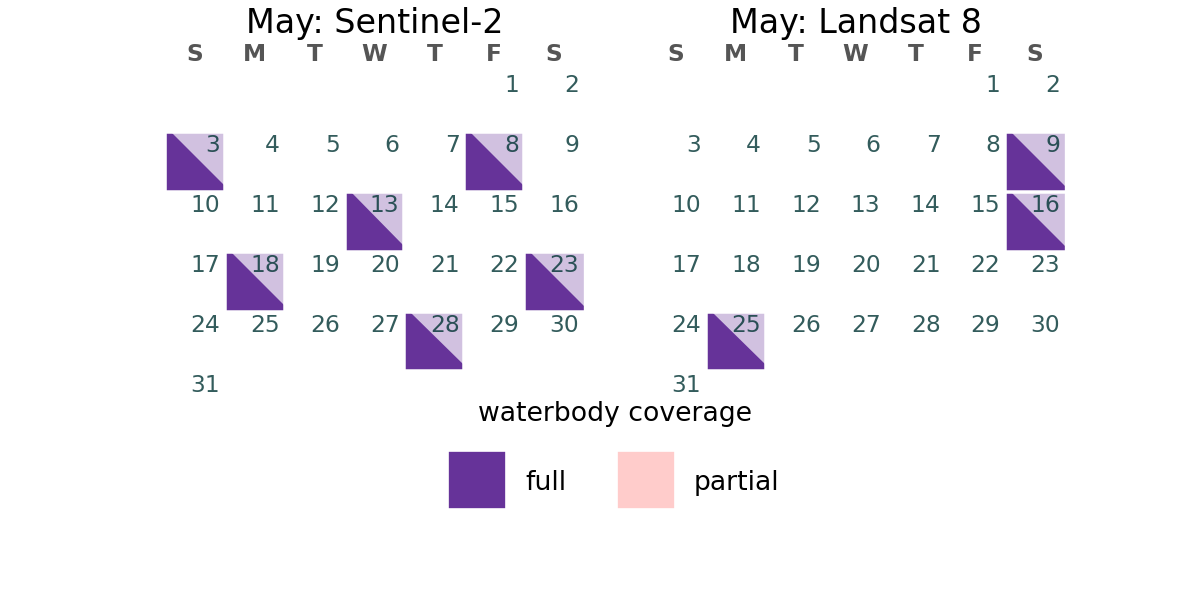 May: Sentinel-2
S M T W T F S
1 2
3 4 5 6 7 8 9
10 11 12 13 14 15 16
17 18 19 20 21 22 23
24 25 26 27 28 29 30
31
May: Landsat 8
S M T W T F S
1 2
3 4 5 6 7 8 9
10 11 12 13 14 15 16
17 18 19 20 21 22 23
24 25 26 27 28 29 30
31
waterbody coverage
full partial